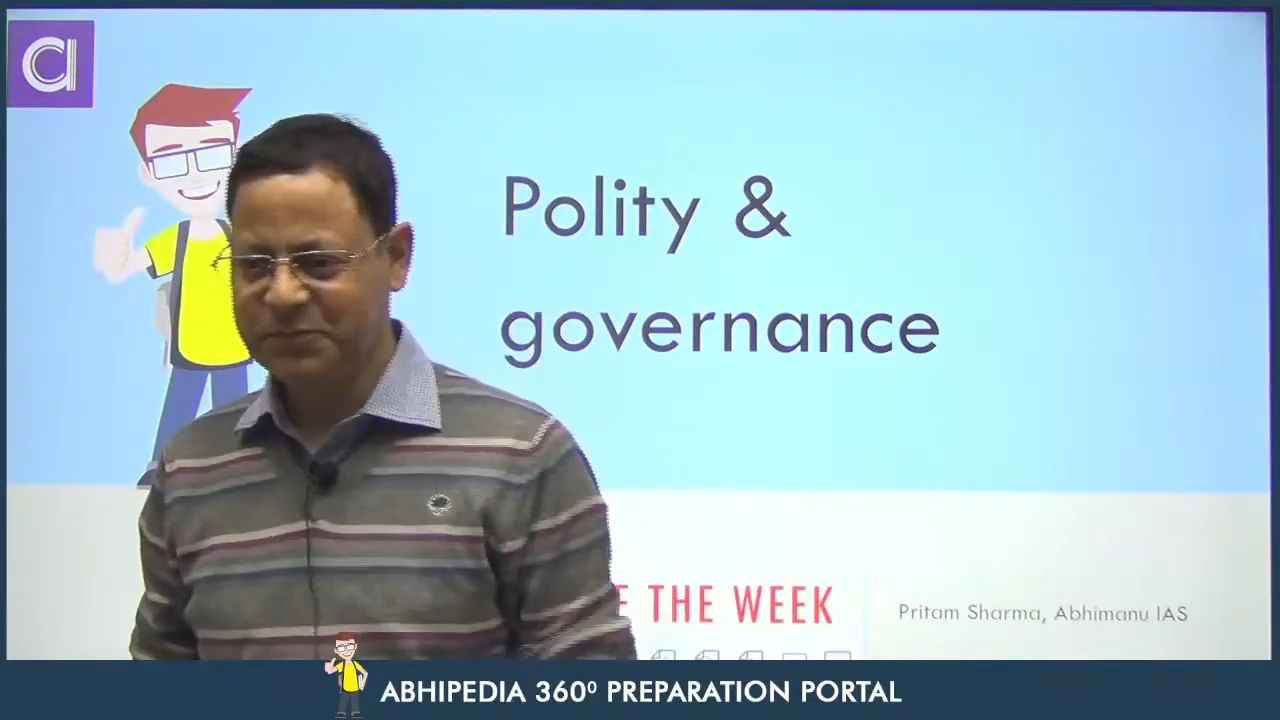 a
Polity &
governance
THE WEEK
Pritam Sharma, Abhimanu IAS
ABHIPEDIA 360⁰ PREPARATION PORTAL